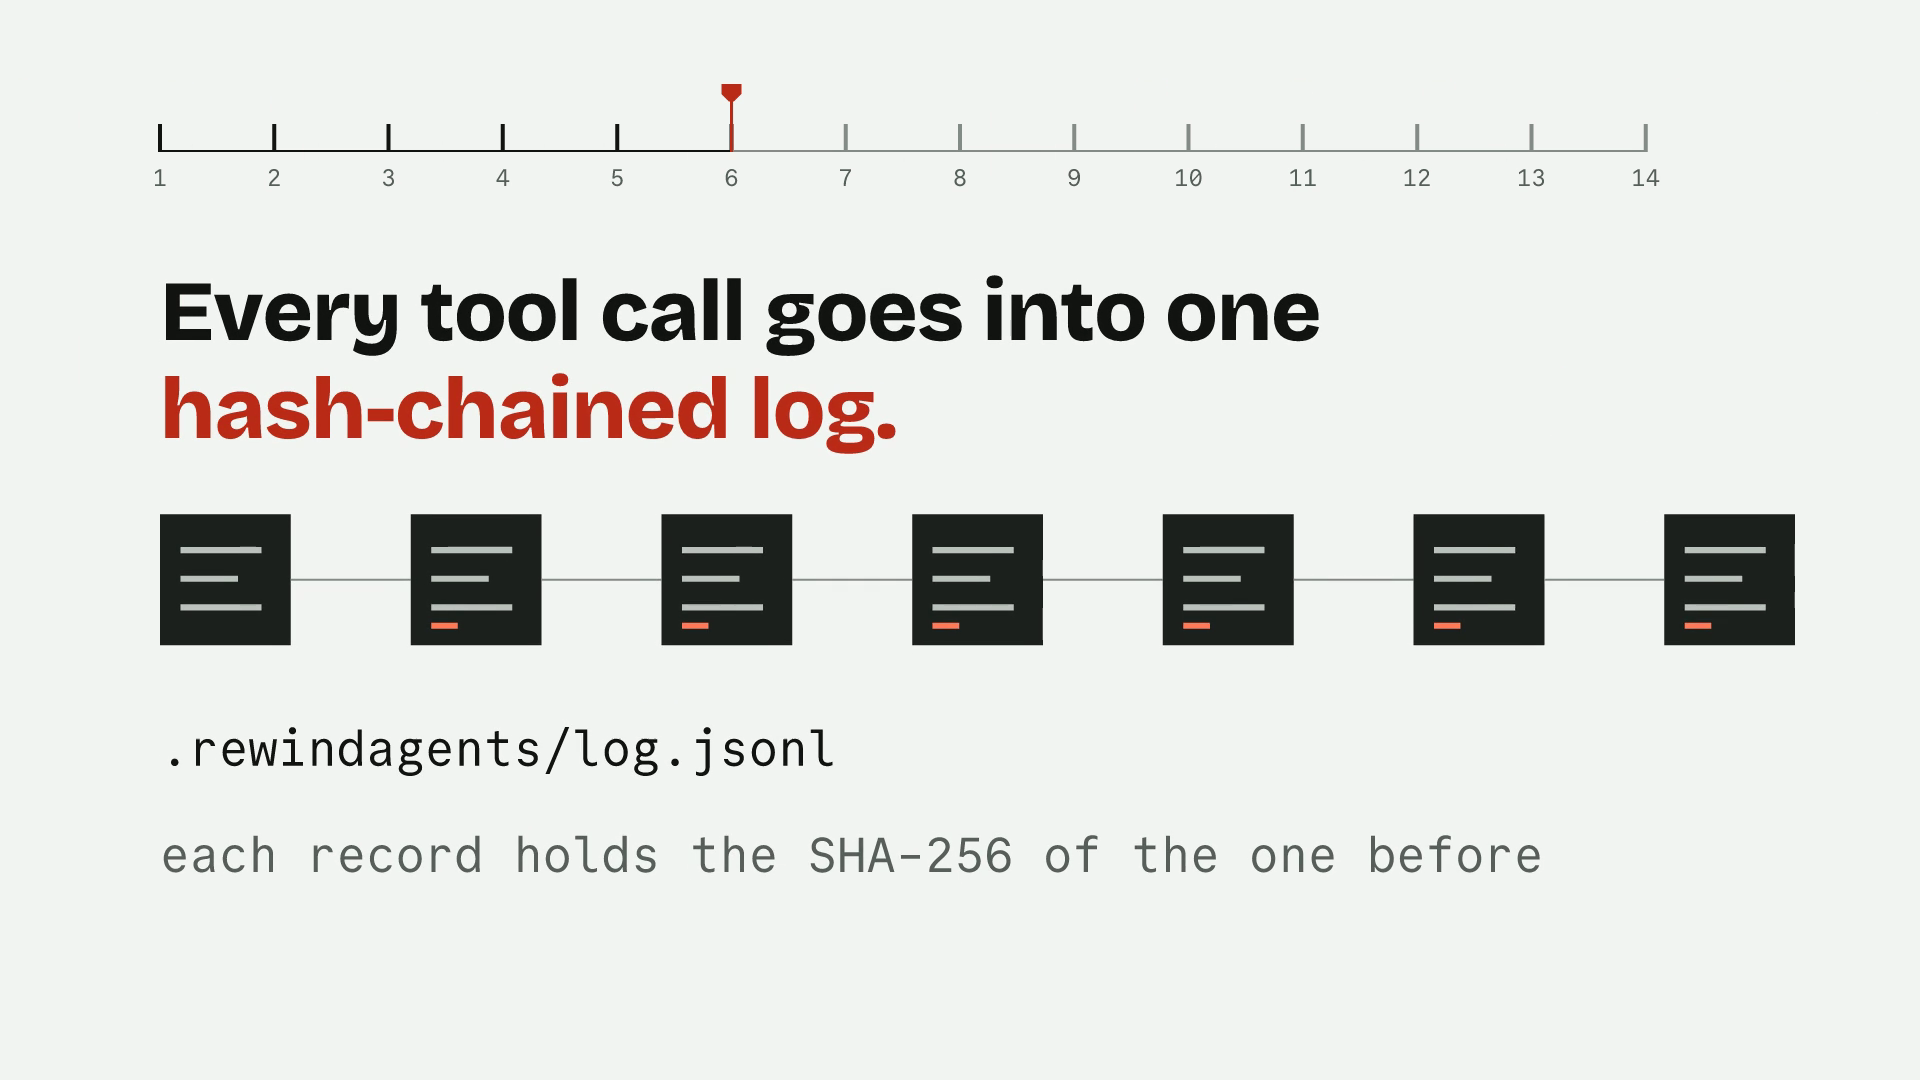 1 2 3 4 5 6 7 8 9 10 11 12 13 14
Every tool call goes into one
hash-chained log.
.rewindagents/log.jsonl
each record holds the SHA-256 of the one before